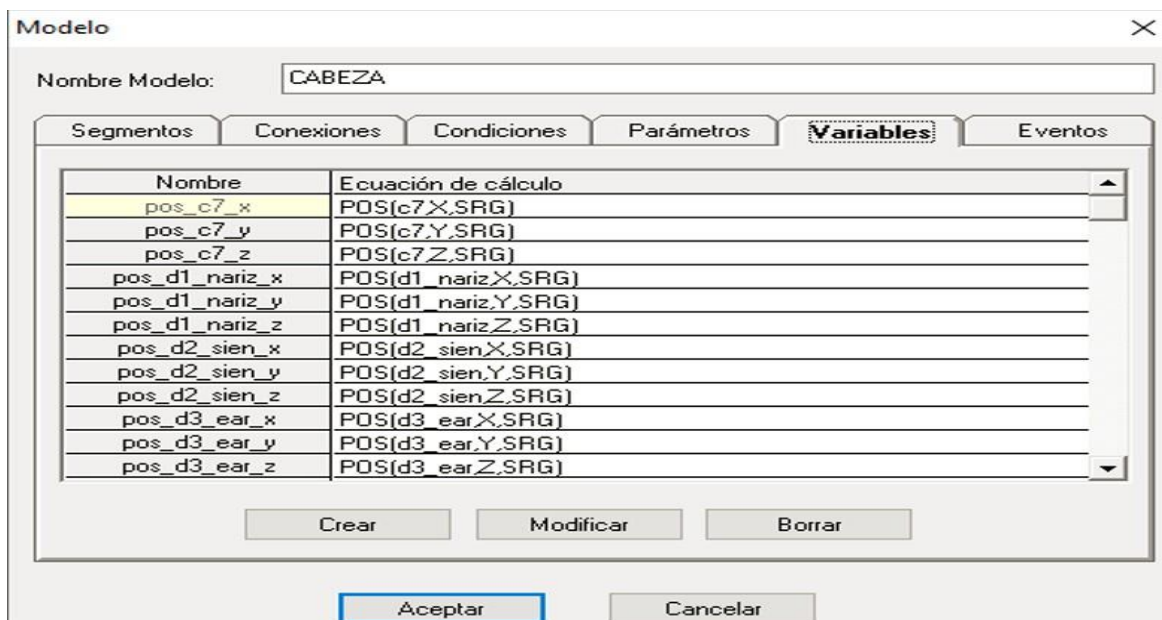 Modelo
Nombre Modelo: CABEZA
Segmentos Conexiones Condiciones Parámetros Variables Eventos
Nombre Ecuación de cálculo
pos_c7_x POS(c7,X,SRG)
pos_c7_y POS(c7,Y,SRG)
pos_c7_z POS(c7,Z,SRG)
pos_d1_nariz_x POS(d1_nariz,X,SRG)
pos_d1_nariz_y POS(d1_nariz,Y,SRG)
pos_d1_nariz_z POS(d1_nariz,Z,SRG)
pos_d2_sien_x POS(d2_sien,X,SRG)
pos_d2_sien_y POS(d2_sien,Y,SRG)
pos_d2_sien_z POS(d2_sien,Z,SRG)
pos_d3_ear_x POS(d3_ear,X,SRG)
pos_d3_ear_y POS(d3_ear,Y,SRG)
pos_d3_ear_z POS(d3_ear,Z,SRG)
Crear Modificar Borrar
Aceptar Cancelar